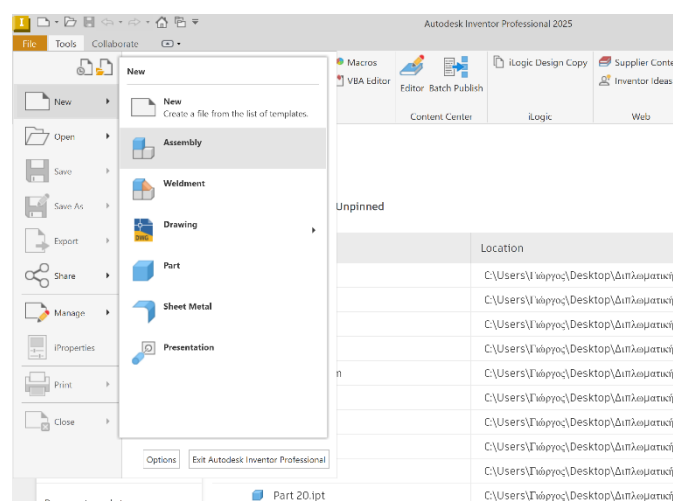 Autodesk Inventor Professional 2025
File Tools Collaborate
New
New
Create a file from the list of templates.
Assembly
Weldment
Drawing
DWG
Part
Sheet Metal
Presentation
New
Open
Save
Save As
Export
Share
Manage
iProperties
Print
Close
Options Exit Autodesk Inventor Professional
Macros
VBA Editor
Editor Batch Publish
Content Center
iLogic Design Copy
iLogic
Supplier Conte
Inventor Ideas
Web
Unpinned
Location
C:\Users\Γιώργος\Desktop\Διπλωματική
C:\Users\Γιώργος\Desktop\Διπλωματική
C:\Users\Γιώργος\Desktop\Διπλωματική
C:\Users\Γιώργος\Desktop\Διπλωματική
C:\Users\Γιώργος\Desktop\Διπλωματική
C:\Users\Γιώργος\Desktop\Διπλωματική
C:\Users\Γιώργος\Desktop\Διπλωματική
C:\Users\Γιώργος\Desktop\Διπλωματική
C:\Users\Γιώργος\Desktop\Διπλωματική
Part 20.ipt C:\Users\Γιώργος\Desktop\Διπλωματική